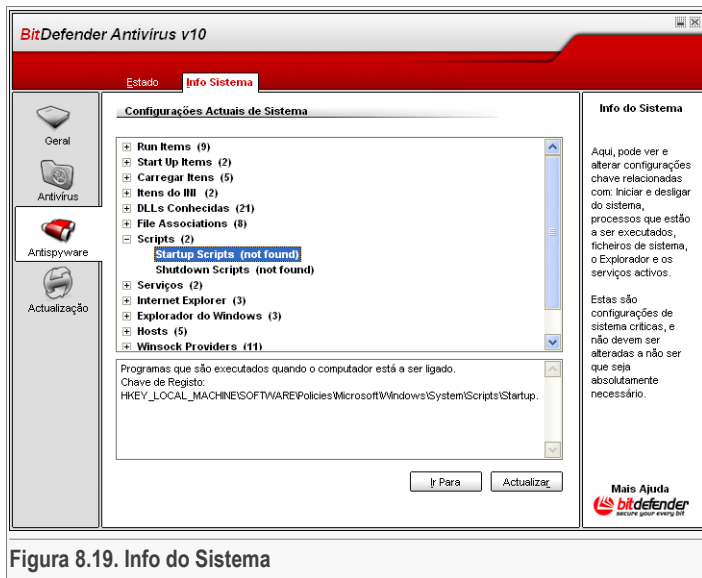 BitDefender Antivírus v10
Estado
Info Sistema
Geral
Antivírus
Antispyware
Actualização
Configurações Actuais de Sistema
Run Items (9)
Start Up Items (2)
Carregar Itens (5)
Itens do INI (2)
DLLs Conhecidas (21)
File Associations (8)
Scripts (2)
Startup Scripts (not found)
Shutdown Scripts (not found)
Serviços (2)
Internet Explorer (3)
Explorador do Windows (3)
Hosts (5)
Winsock Providers (11)
Programas que são executados quando o computador está a ser ligado.
Chave de Registo:
HKEY_LOCAL_MACHINE\SOFTWARE\Policies\Microsoft\Windows\System\Scripts\Startup.
Ir Para
Actualizar
Info do Sistema
Aqui, pode ver e
alterar configurações
chave relacionadas
com: Iniciar e desligar
do sistema,
processos que estão
a ser executados,
ficheiros de sistema,
o Explorador e os
serviços activos.
Estas são
configurações de
sistema críticas, e
não devem ser
alteradas a não ser
que seja
absolutamente
necessário.
Mais Ajuda
bitdefender
secure your every bit
Figura 8.19. Info do Sistema